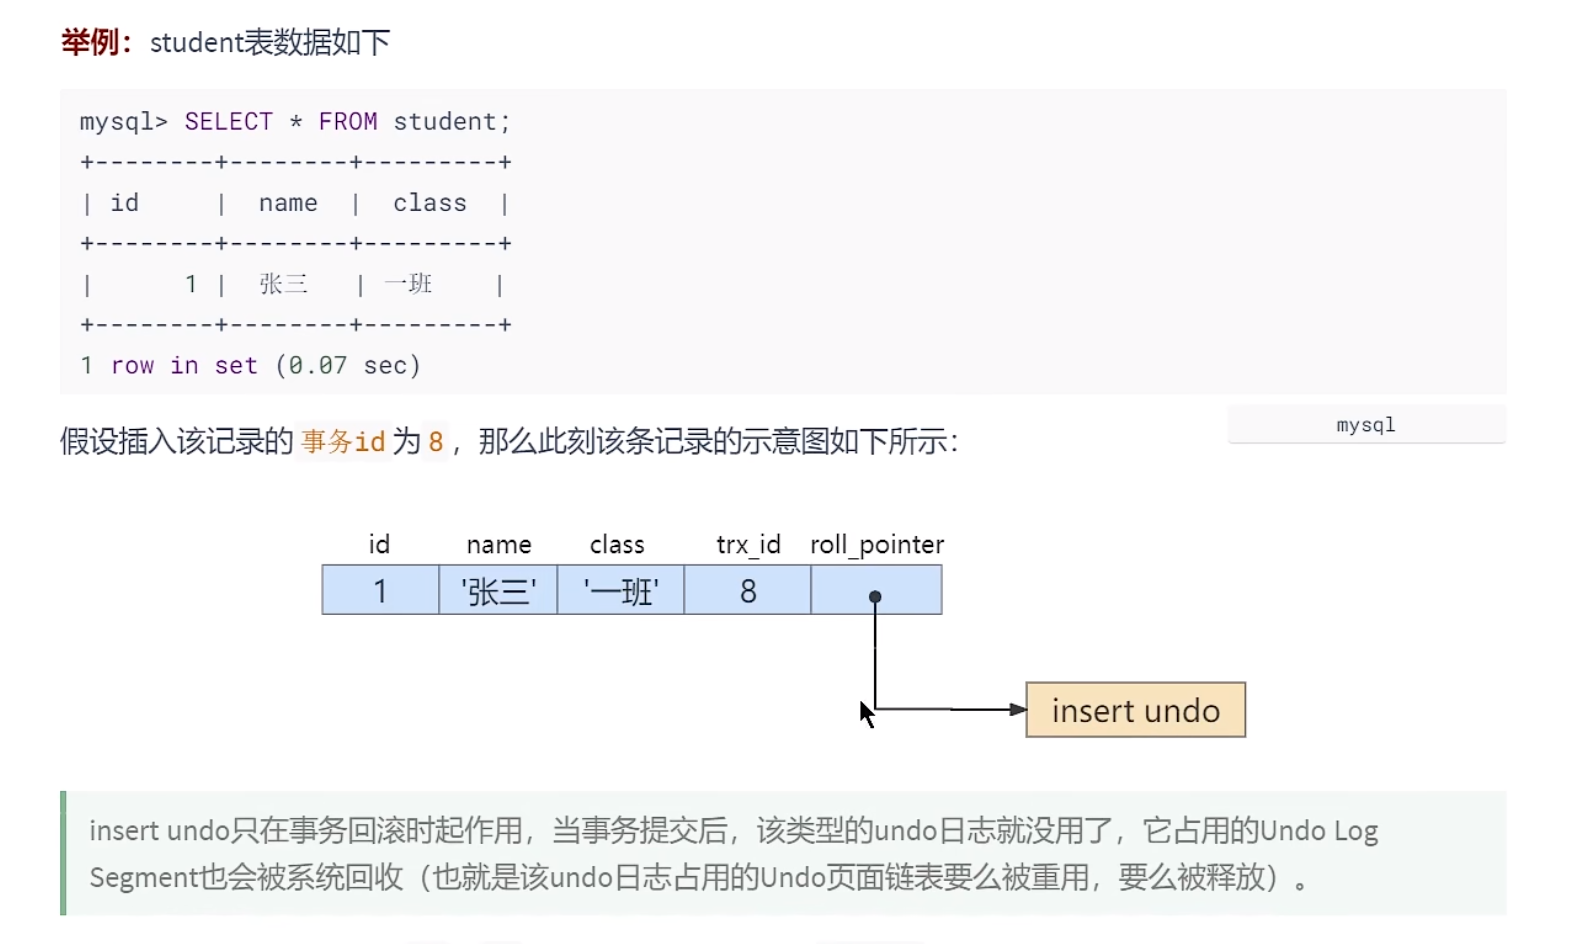 举例：student表数据如下
mysql> SELECT * FROM student;
+--------+--------+---------+
| id     |  name  |  class  |
+--------+--------+---------+
|      1 |  张三   | 一班    |
+--------+--------+---------+
1 row in set (0.07 sec)
mysql
假设插入该记录的 事务id 为 8 ，那么此刻该条记录的示意图如下所示：
id name class trx_id roll_pointer
1 '张三' '一班' 8
insert undo
insert undo只在事务回滚时起作用，当事务提交后，该类型的undo日志就没用了，它占用的Undo Log
Segment也会被系统回收（也就是该undo日志占用的Undo页面链表要么被重用，要么被释放）。